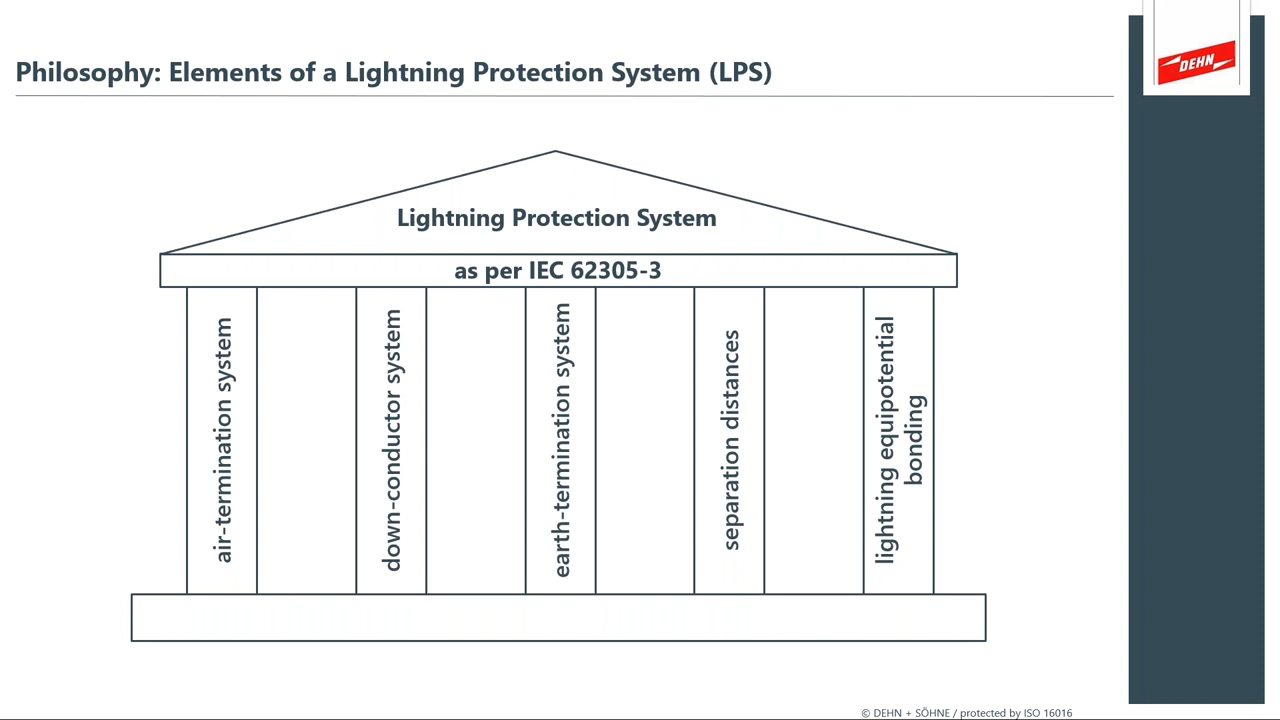 Philosophy: Elements of a Lightning Protection System (LPS)
DEHN
Lightning Protection System
as per IEC 62305-3
air-termination system
down-conductor system
earth-termination system
separation distances
lightning equipotential
bonding
© DEHN + SÖHNE / protected by ISO 16016